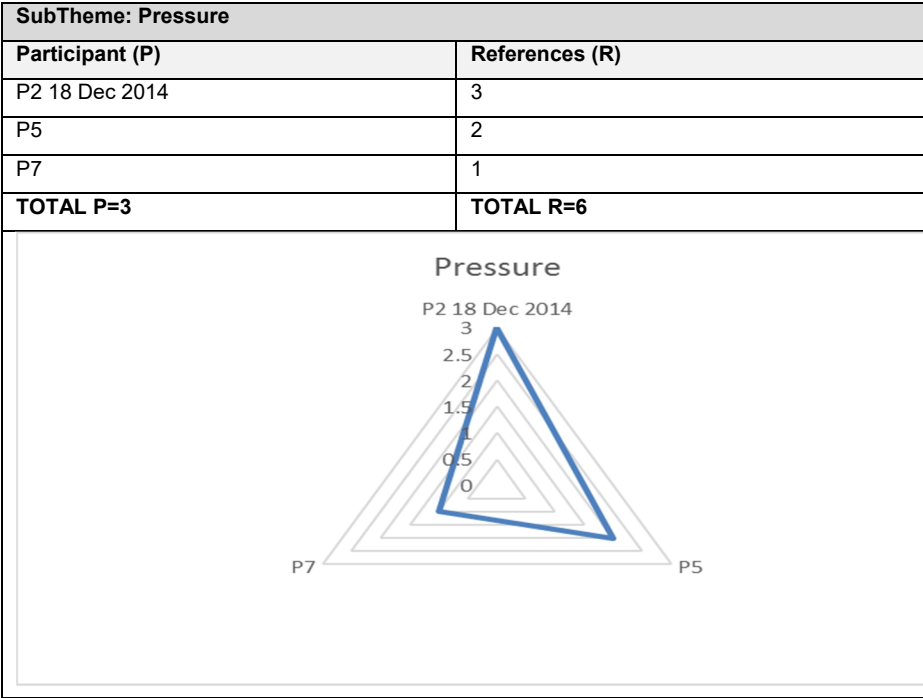 SubTheme: Pressure
Participant (P) References (R)
P2 18 Dec 2014 3
P5 2
P7 1
TOTAL P=3 TOTAL R=6
Pressure
P2 18 Dec 2014
3
2.5
2
1.5
1
0.5
0
P7 P5